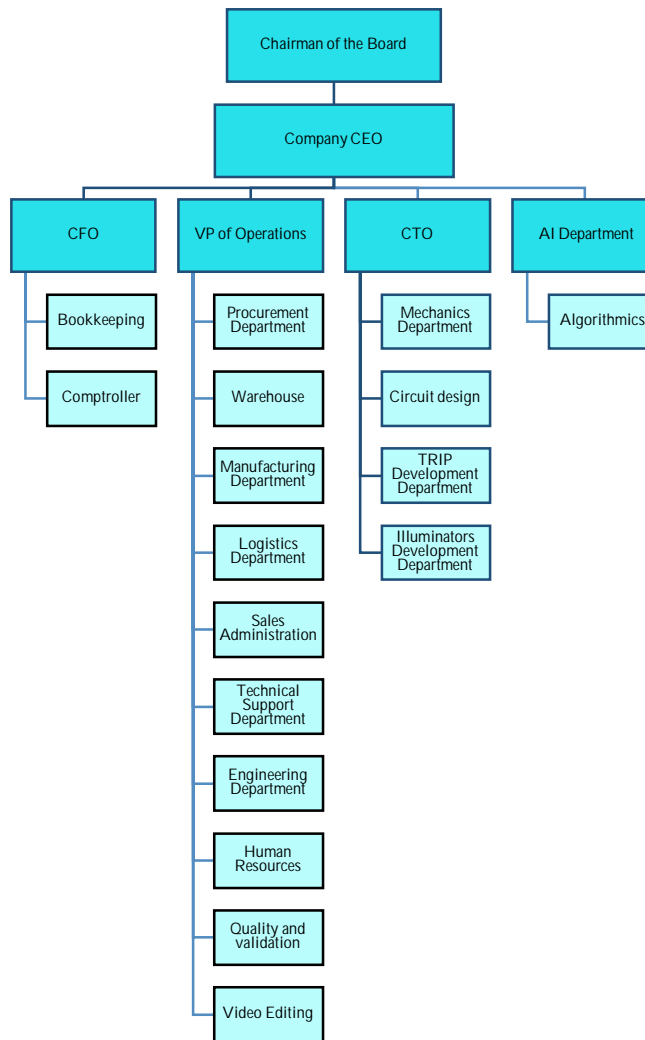 Chairman of the Board
Company CEO
CFO
VP of Operations
CTO
AI Department
Bookkeeping
Comptroller
Procurement
Department
Warehouse
Manufacturing
Department
Logistics
Department
Sales
Administration
Technical
Support
Department
Engineering
Department
Human
Resources
Quality and
validation
Video Editing
Mechanics
Department
Circuit design
TRIP
Development
Department
Illuminators
Development
Department
Algorithmics